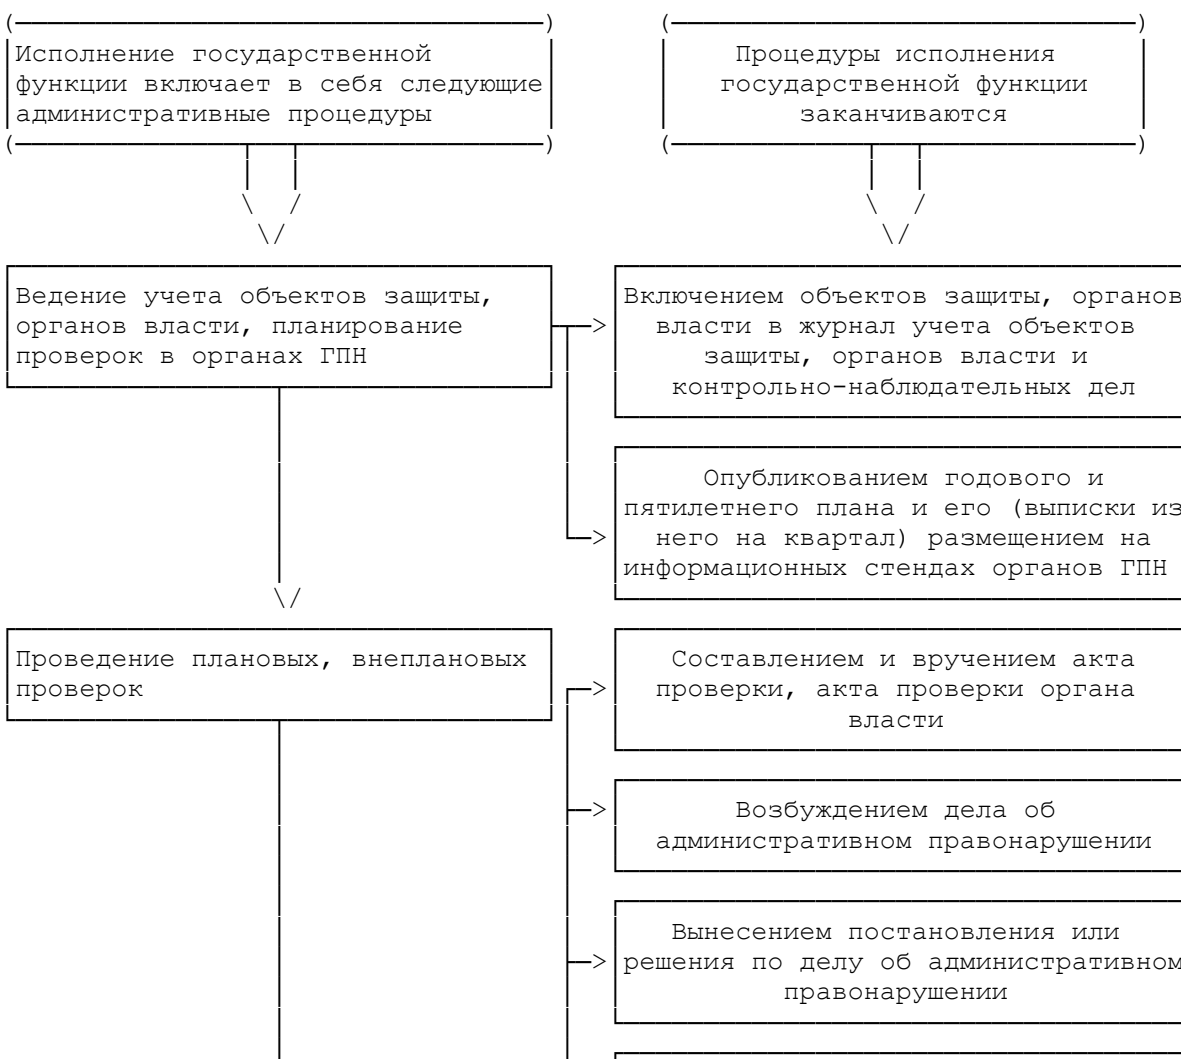 Исполнение государственной
функции включает в себя следующие
административные процедуры
Процедуры исполнения
государственной функции
заканчиваются
Ведение учета объектов защиты,
органов власти, планирование
проверок в органах ГПН
Включением объектов защиты, органов
власти в журнал учета объектов
защиты, органов власти и
контрольно-наблюдательных дел
Опубликованием годового и
пятилетнего плана и его (выписки из
него на квартал) размещением на
информационных стендах органов ГПН
Проведение плановых, внеплановых
проверок
Составлением и вручением акта
проверки, акта проверки органа
власти
Возбуждением дела об
административном правонарушении
Вынесением постановления или
решения по делу об административном
правонарушении